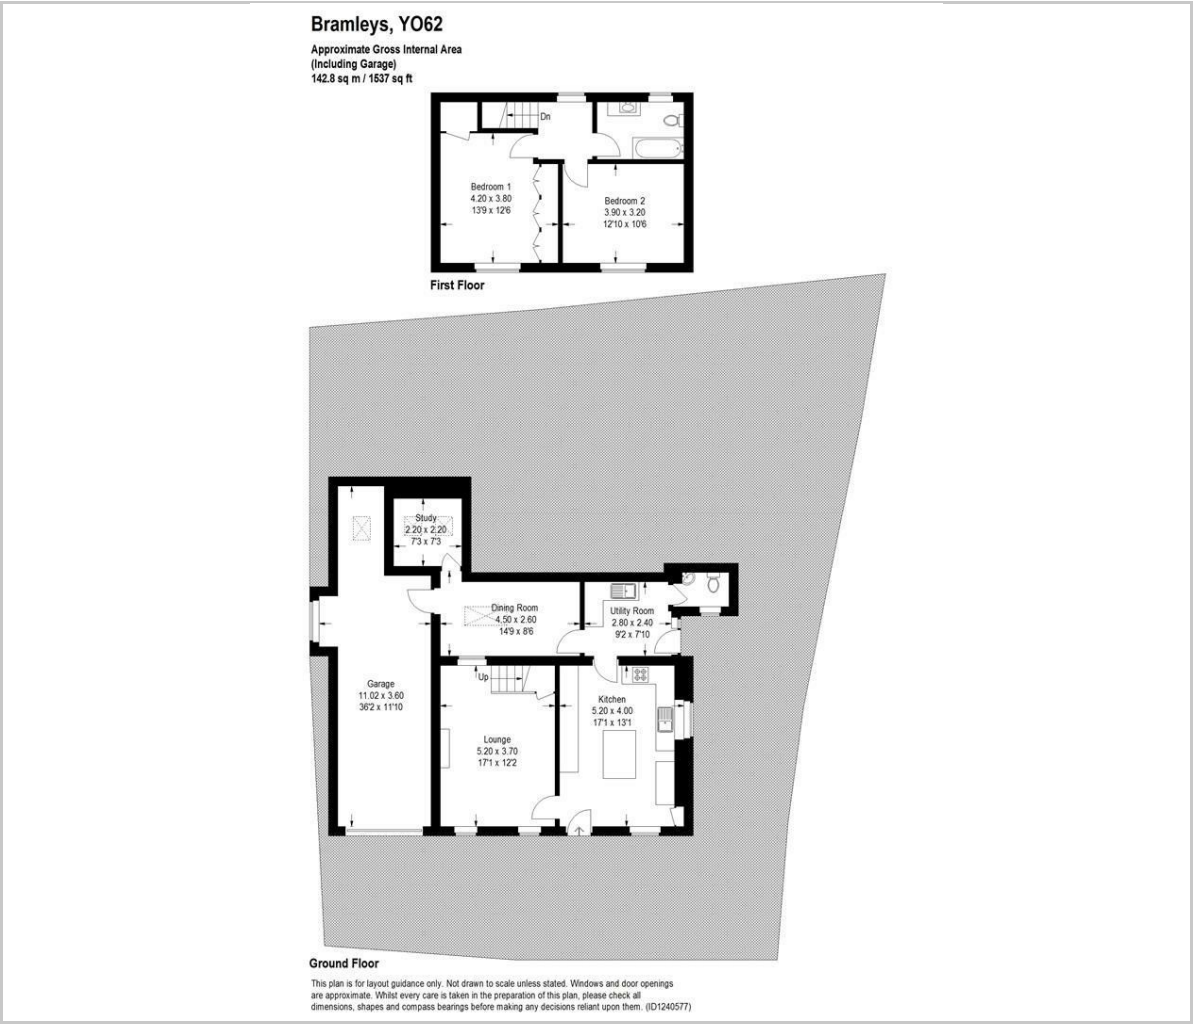 Bramleys, YO62
Approximate Gross Internal Area
(Including Garage)
142.8 sq m / 1537 sq ft
Dn
Bedroom 1
4.20 x 3.80
13'9 x 12'6
Bedroom 2
3.90 x 3.20
12'10 x 10'6
First Floor
Study
2.20 x 2.20
7'3 x 7'3
Dining Room
4.50 x 2.60
14'9 x 8'6
Utility Room
2.80 x 2.40
9'2 x 7'10
Garage
11.02 x 3.60
36'2 x 11'10
Up
Lounge
5.20 x 3.70
17'1 x 12'2
Kitchen
5.20 x 4.00
17'1 x 13'1
Ground Floor
This plan is for layout guidance only. Not drawn to scale unless stated. Windows and door openings
are approximate. Whilst every care is taken in the preparation of this plan, please check all
dimensions, shapes and compass bearings before making any decisions reliant upon them. (ID1240577)